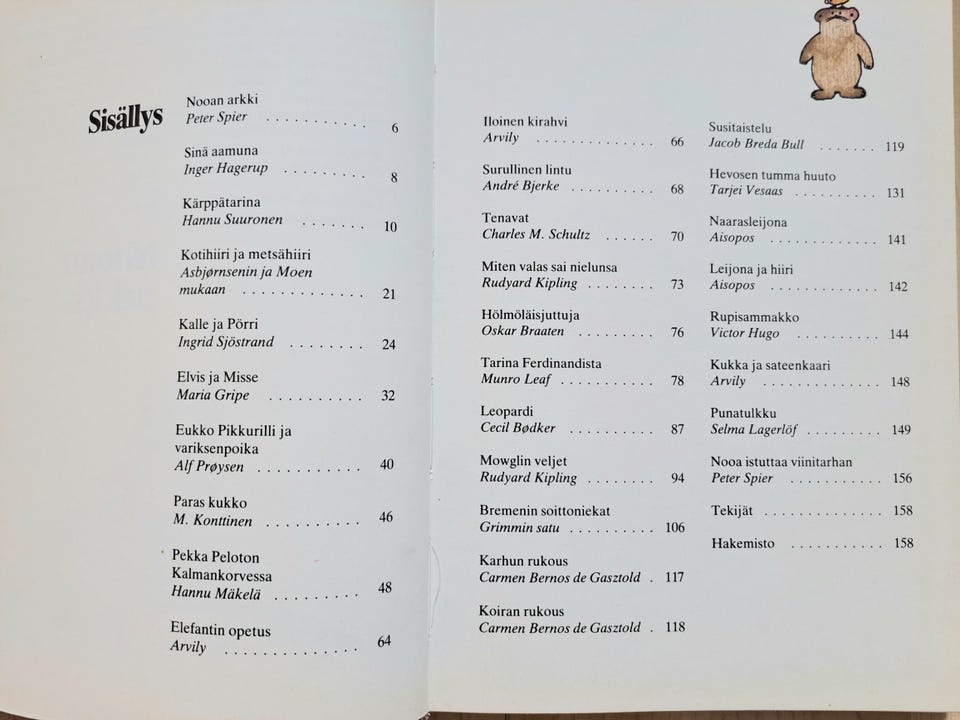 Sisällys
Nooan arkki
Peter Spier . . . . . . . . . . . 6
Sinä aamuna
Inger Hagerup . . . . . . . . . 8
Kärppätarina
Hannu Suuronen . . . . . . . 10
Kotihiiri ja metsähiiri
Asbjørnsenin ja Moen
mukaan . . . . . . . . . . . . . 21
Kalle ja Pörri
Ingrid Sjöstrand . . . . . . . . 24
Elvis ja Misse
Maria Gripe . . . . . . . . . . 32
Eukko Pikkurilli ja
variksenpoika
Alf Prøysen . . . . . . . . . . . 40
Paras kukko
M. Konttinen . . . . . . . . . . 46
Pekka Peloton
Kalmankorvessa
Hannu Mäkelä . . . . . . . . . 48
Elefantin opetus
Arvily . . . . . . . . . . . . . . 64
Iloinen kirahvi
Arvily . . . . . . . . . . . . . . 66
Surullinen lintu
André Bjerke . . . . . . . . . . 68
Tenavat
Charles M. Schultz . . . . . . 70
Miten valas sai nielunsa
Rudyard Kipling . . . . . . . . 73
Hölmöläisjuttuja
Oskar Braaten . . . . . . . . . 76
Tarina Ferdinandista
Munro Leaf . . . . . . . . . . . 78
Leopardi
Cecil Bødker . . . . . . . . . . 87
Mowglin veljet
Rudyard Kipling . . . . . . . . 94
Bremenin soittoniekat
Grimmin satu . . . . . . . . . . 106
Karhun rukous
Carmen Bernos de Gasztold . 117
Koiran rukous
Carmen Bernos de Gasztold . 118
Susitaistelu
Jacob Breda Bull . . . . . . . 119
Hevosen tumma huuto
Tarjei Vesaas . . . . . . . . . . 131
Naarasleijona
Aisopos . . . . . . . . . . . . . 141
Leijona ja hiiri
Aisopos . . . . . . . . . . . . . 142
Rupisammakko
Victor Hugo . . . . . . . . . . 144
Kukka ja sateenkaari
Arvily . . . . . . . . . . . . . . 148
Punatulkku
Selma Lagerlöf . . . . . . . . . 149
Nooa istuttaa viinitarhan
Peter Spier . . . . . . . . . . . 156
Tekijät . . . . . . . . . . . . . . 158
Hakemisto . . . . . . . . . . . 158